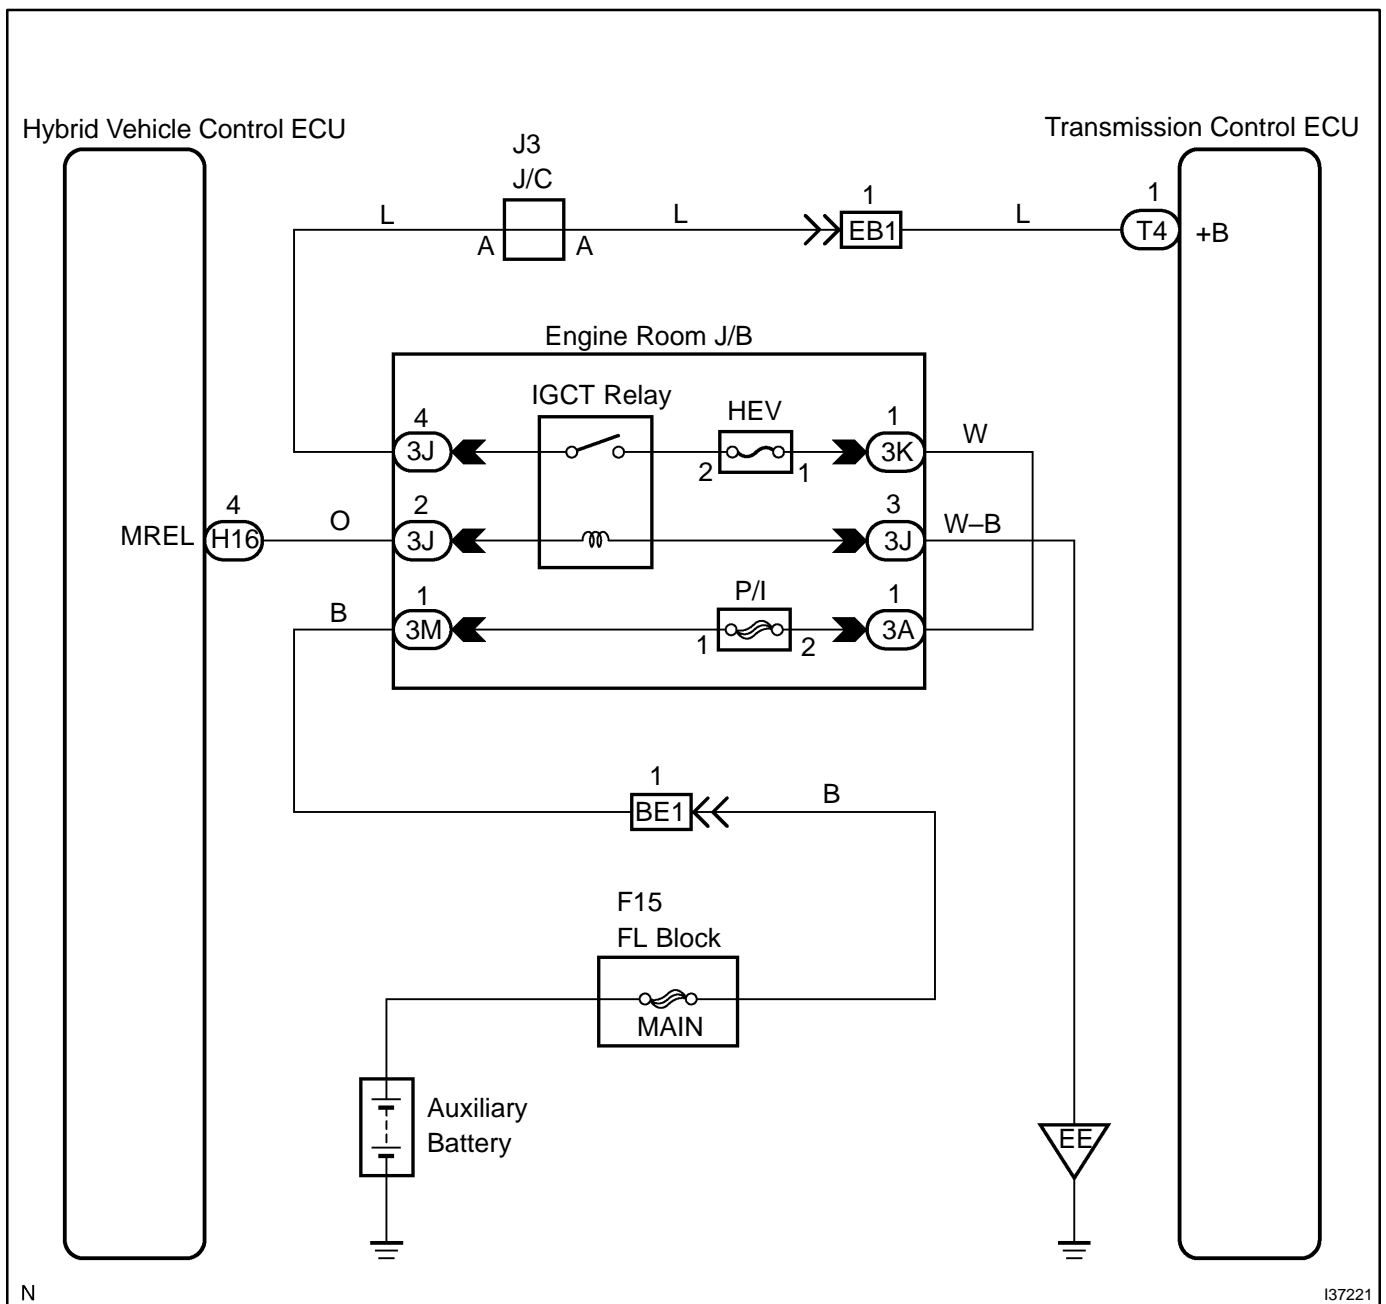 Hybrid Vehicle Control ECU
Transmission Control ECU
J3
J/C
L
A
A
L
1
EB1
L
1
T4
+B
Engine Room J/B
IGCT Relay
HEV
4
3J
2
1
1
3K
W
MREL
4
H16
O
2
3J
3
3J
W–B
B
1
3M
P/I
1
2
1
3A
1
BE1
B
F15
FL Block
MAIN
Auxiliary
Battery
EE
N
I37221